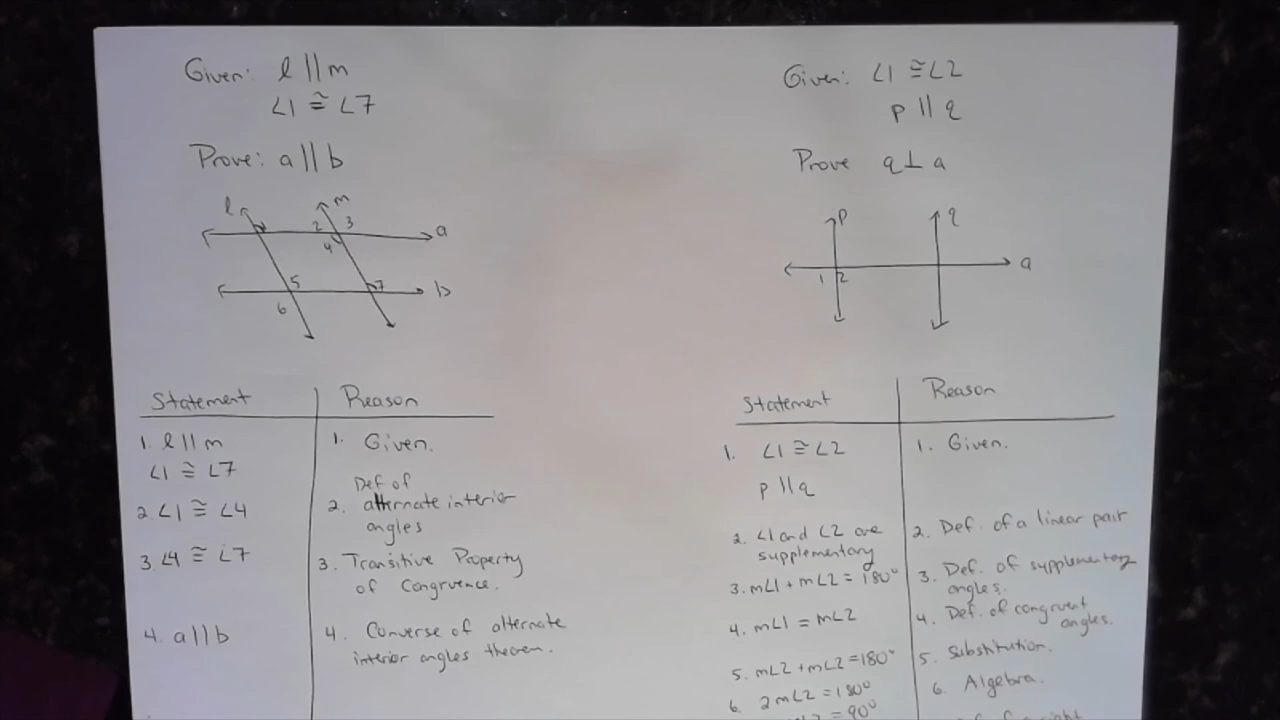 Given: l || m
∠1 ≅ ∠7
Prove: a || b
l
m
2
3
a
4
5
7
b
6
Statement
Reason
1. l || m
∠1 ≅ ∠7
1. Given.
2. ∠1 ≅ ∠4
Def of
2. alternate interior
angles
3. ∠4 ≅ ∠7
3. Transitive Property
of Congruence.
4. a || b
4. Converse of alternate
interior angles theorem.
Given: ∠1 ≅ ∠2
p || q
Prove q ⊥ a
p
q
a
1
2
Statement
Reason
1. ∠1 ≅ ∠2
p || q
1. Given.
2. ∠1 and ∠2 are
supplementary
2. Def. of a linear pair
3. m∠1 + m∠2 = 180°
3. Def. of supplementary
angles.
4. m∠1 = m∠2
4. Def. of congruent
angles.
5. m∠2 + m∠2 = 180°
5. Substitution.
6. 2m∠2 = 180°
6. Algebra.
= 90°